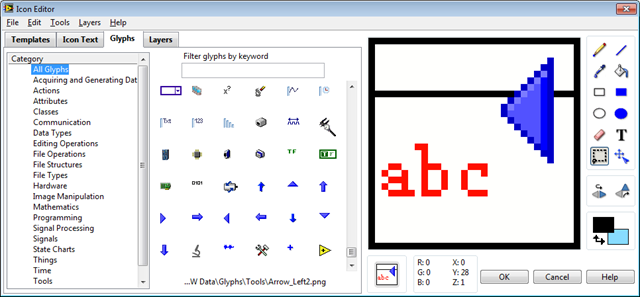 Icon Editor
File Edit Tools Layers Help
Templates Icon Text Glyphs Layers
Category
All Glyphs
Acquiring and Generating Dat
Actions
Attributes
Classes
Communication
Data Types
Editing Operations
File Operations
File Structures
File Types
Hardware
Image Manipulation
Mathematics
Programming
Signal Processing
Signals
State Charts
Things
Time
Tools
Filter glyphs by keyword
x?
Txt 123
T F T F
D101
...W Data\Glyphs\Tools\Arrow_Left2.png
abc
T
abc
R: 0 X: 0
G: 0 Y: 28
B: 0 Z: 1
OK Cancel Help